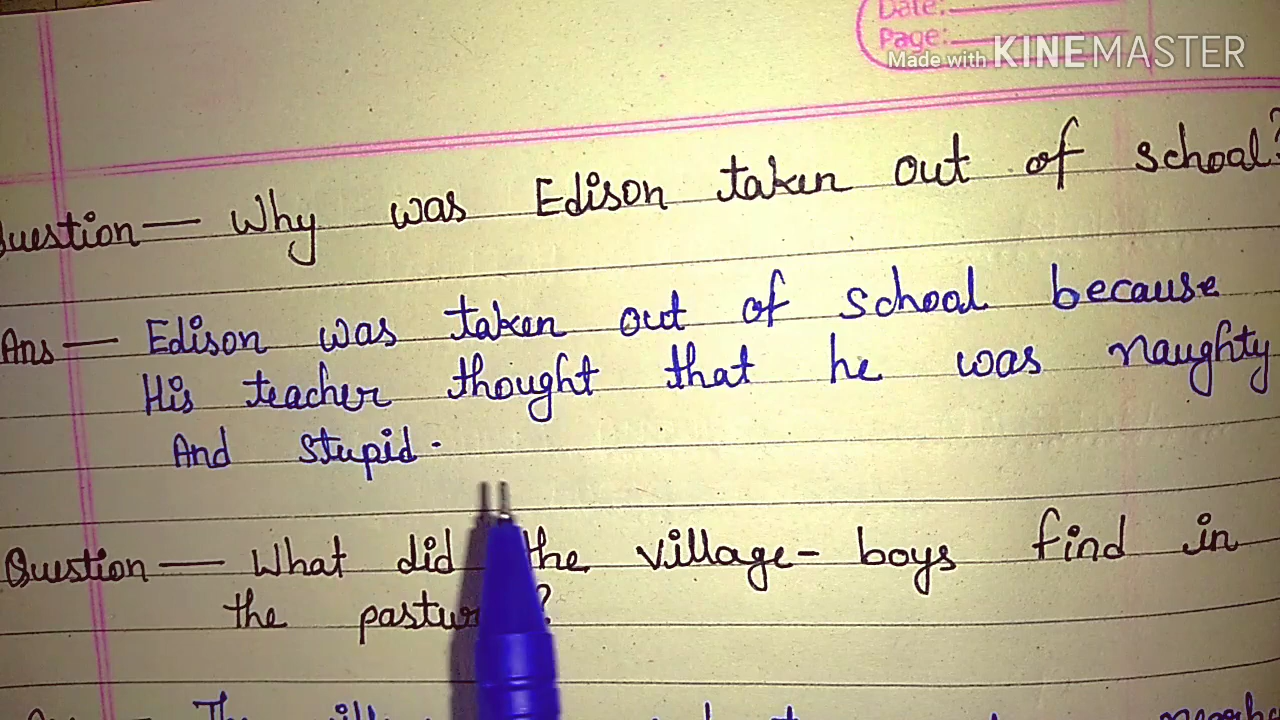 Date:
Page:
Made with KINEMASTER
Question — Why was Edison taken out of school?
Ans — Edison was taken out of school because
His teacher thought that he was naughty
And stupid.
Question — What did the village- boys find in
the pasture?
The